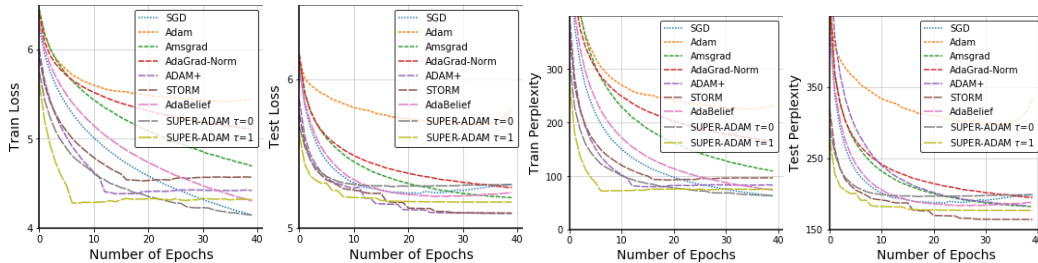 Train Loss
6
5
4
0
10
20
30
40
Number of Epochs
SGD
Adam
Amsgrad
AdaGrad-Norm
ADAM+
STORM
AdaBelief
SUPER-ADAM τ=0
SUPER-ADAM τ=1
Test Loss
6
5
0
10
20
30
40
Number of Epochs
SGD
Adam
Amsgrad
AdaGrad-Norm
ADAM+
STORM
AdaBelief
SUPER-ADAM τ=0
SUPER-ADAM τ=1
Train Perplexity
300
200
100
0
0
10
20
30
40
Number of Epochs
SGD
Adam
Amsgrad
AdaGrad-Norm
ADAM+
STORM
AdaBelief
SUPER-ADAM τ=0
SUPER-ADAM τ=1
Test Perplexity
350
250
150
0
10
20
30
40
Number of Epochs
SGD
Adam
Amsgrad
AdaGrad-Norm
ADAM+
STORM
AdaBelief
SUPER-ADAM τ=0
SUPER-ADAM τ=1